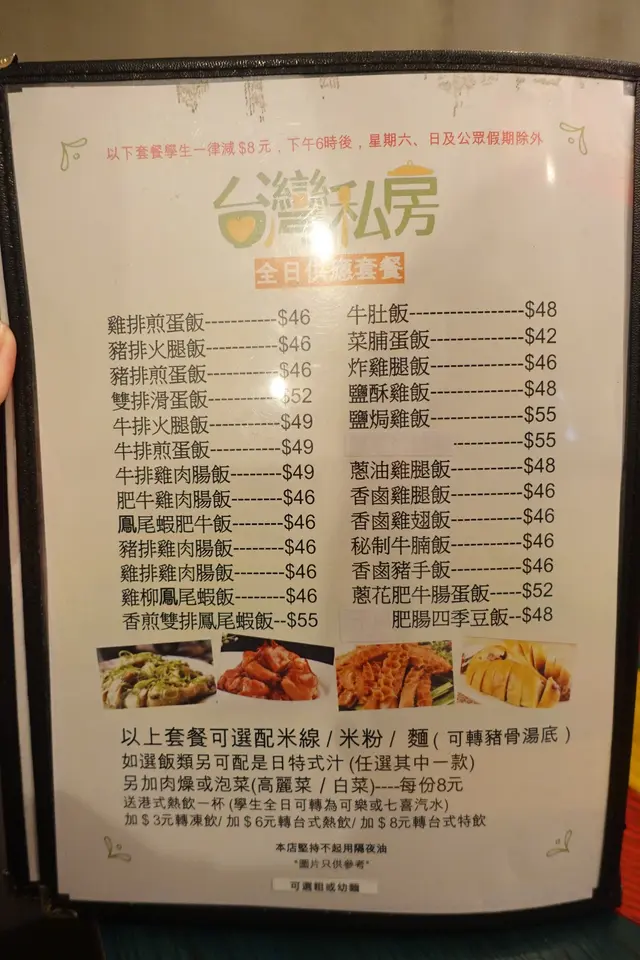 以下套餐學生一律減$8元，下午6時後，星期六、日及公眾假期除外
台灣私房
全日供應套餐
雞排煎蛋飯-----------$46
豬排火腿飯-----------$46
豬排煎蛋飯-----------$46
雙排滑蛋飯-----------$52
牛排火腿飯-----------$49
牛排煎蛋飯-----------$49
牛排雞肉腸飯--------$49
肥牛雞肉腸飯--------$46
鳳尾蝦肥牛飯--------$46
豬排雞肉腸飯--------$46
雞排雞肉腸飯--------$46
雞柳鳳尾蝦飯--------$46
香煎雙排鳳尾蝦飯--$55
牛肚飯-----------------$48
菜脯蛋飯--------------$42
炸雞腿飯--------------$46
鹽酥雞飯--------------$48
鹽焗雞飯--------------$55
----------$55
蔥油雞腿飯-----------$48
香鹵雞腿飯-----------$46
香鹵雞翅飯-----------$46
秘制牛腩飯-----------$46
香鹵豬手飯-----------$46
蔥花肥牛腸蛋飯-----$52
肥腸四季豆飯--$48
以上套餐可選配米線 / 米粉 / 麵 ( 可轉豬骨湯底 )
如選飯類另可配是日特式汁 (任選其中一款)
另加肉燥或泡菜(高麗菜 / 白菜)----每份8元
送港式熱飲一杯 (學生全日可轉為可樂或七喜汽水)
加 $ 3元轉凍飲/ 加 $ 6元轉台式熱飲/ 加 $ 8元轉台式特飲
本店堅持不起用隔夜油
*圖片只供參考*
可選粗或幼麵